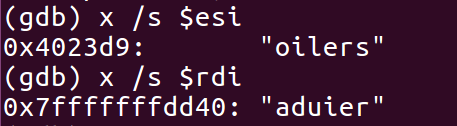 (gdb) x /s $esi
0x4023d9:       "oilers"
(gdb) x /s $rdi
0x7fffffffdd40: "aduier"